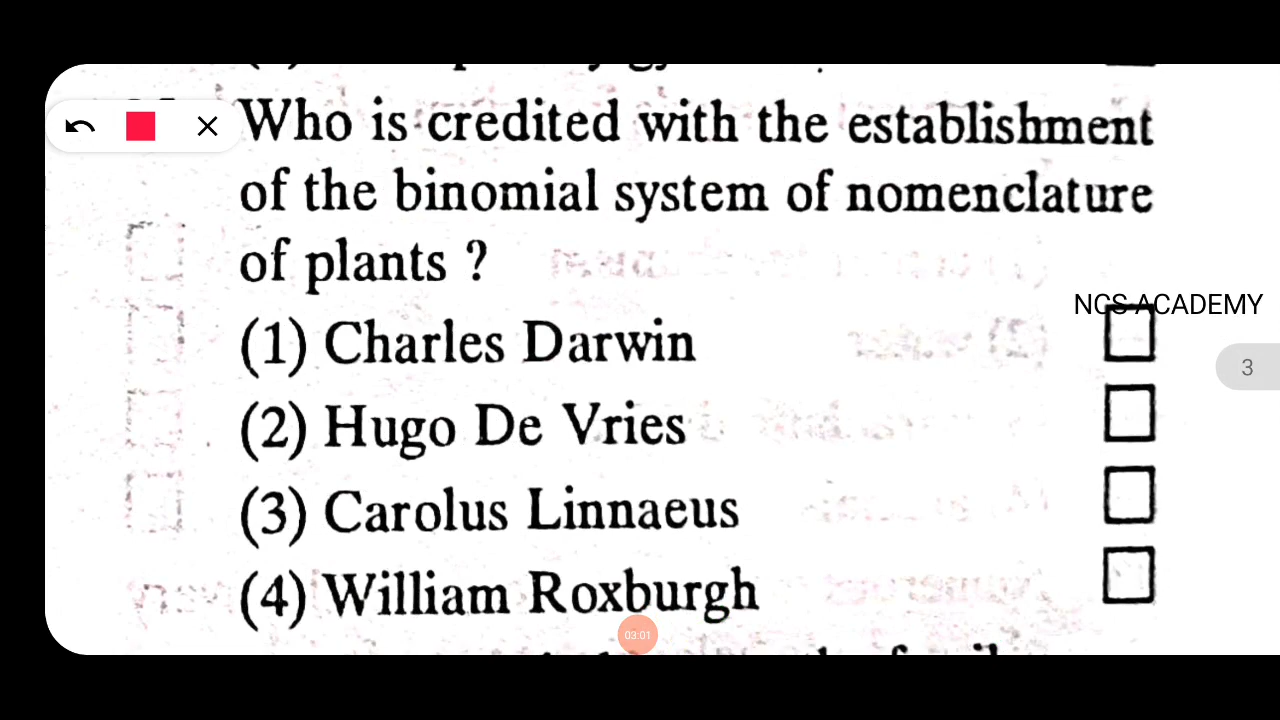 Who is credited with the establishment
of the binomial system of nomenclature
of plants ?
NCS ACADEMY
(1) Charles Darwin
3
(2) Hugo De Vries
(3) Carolus Linnaeus
(4) William Roxburgh
03:01